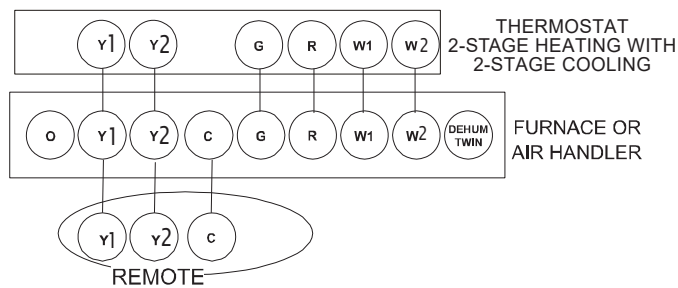 Y1 Y2 G R W1 W2
THERMOSTAT
2-STAGE HEATING WITH
2-STAGE COOLING
O Y1 Y2 C G R W1 W2 DEHUM
TWIN
FURNACE OR
AIR HANDLER
Y1 Y2 C
REMOTE